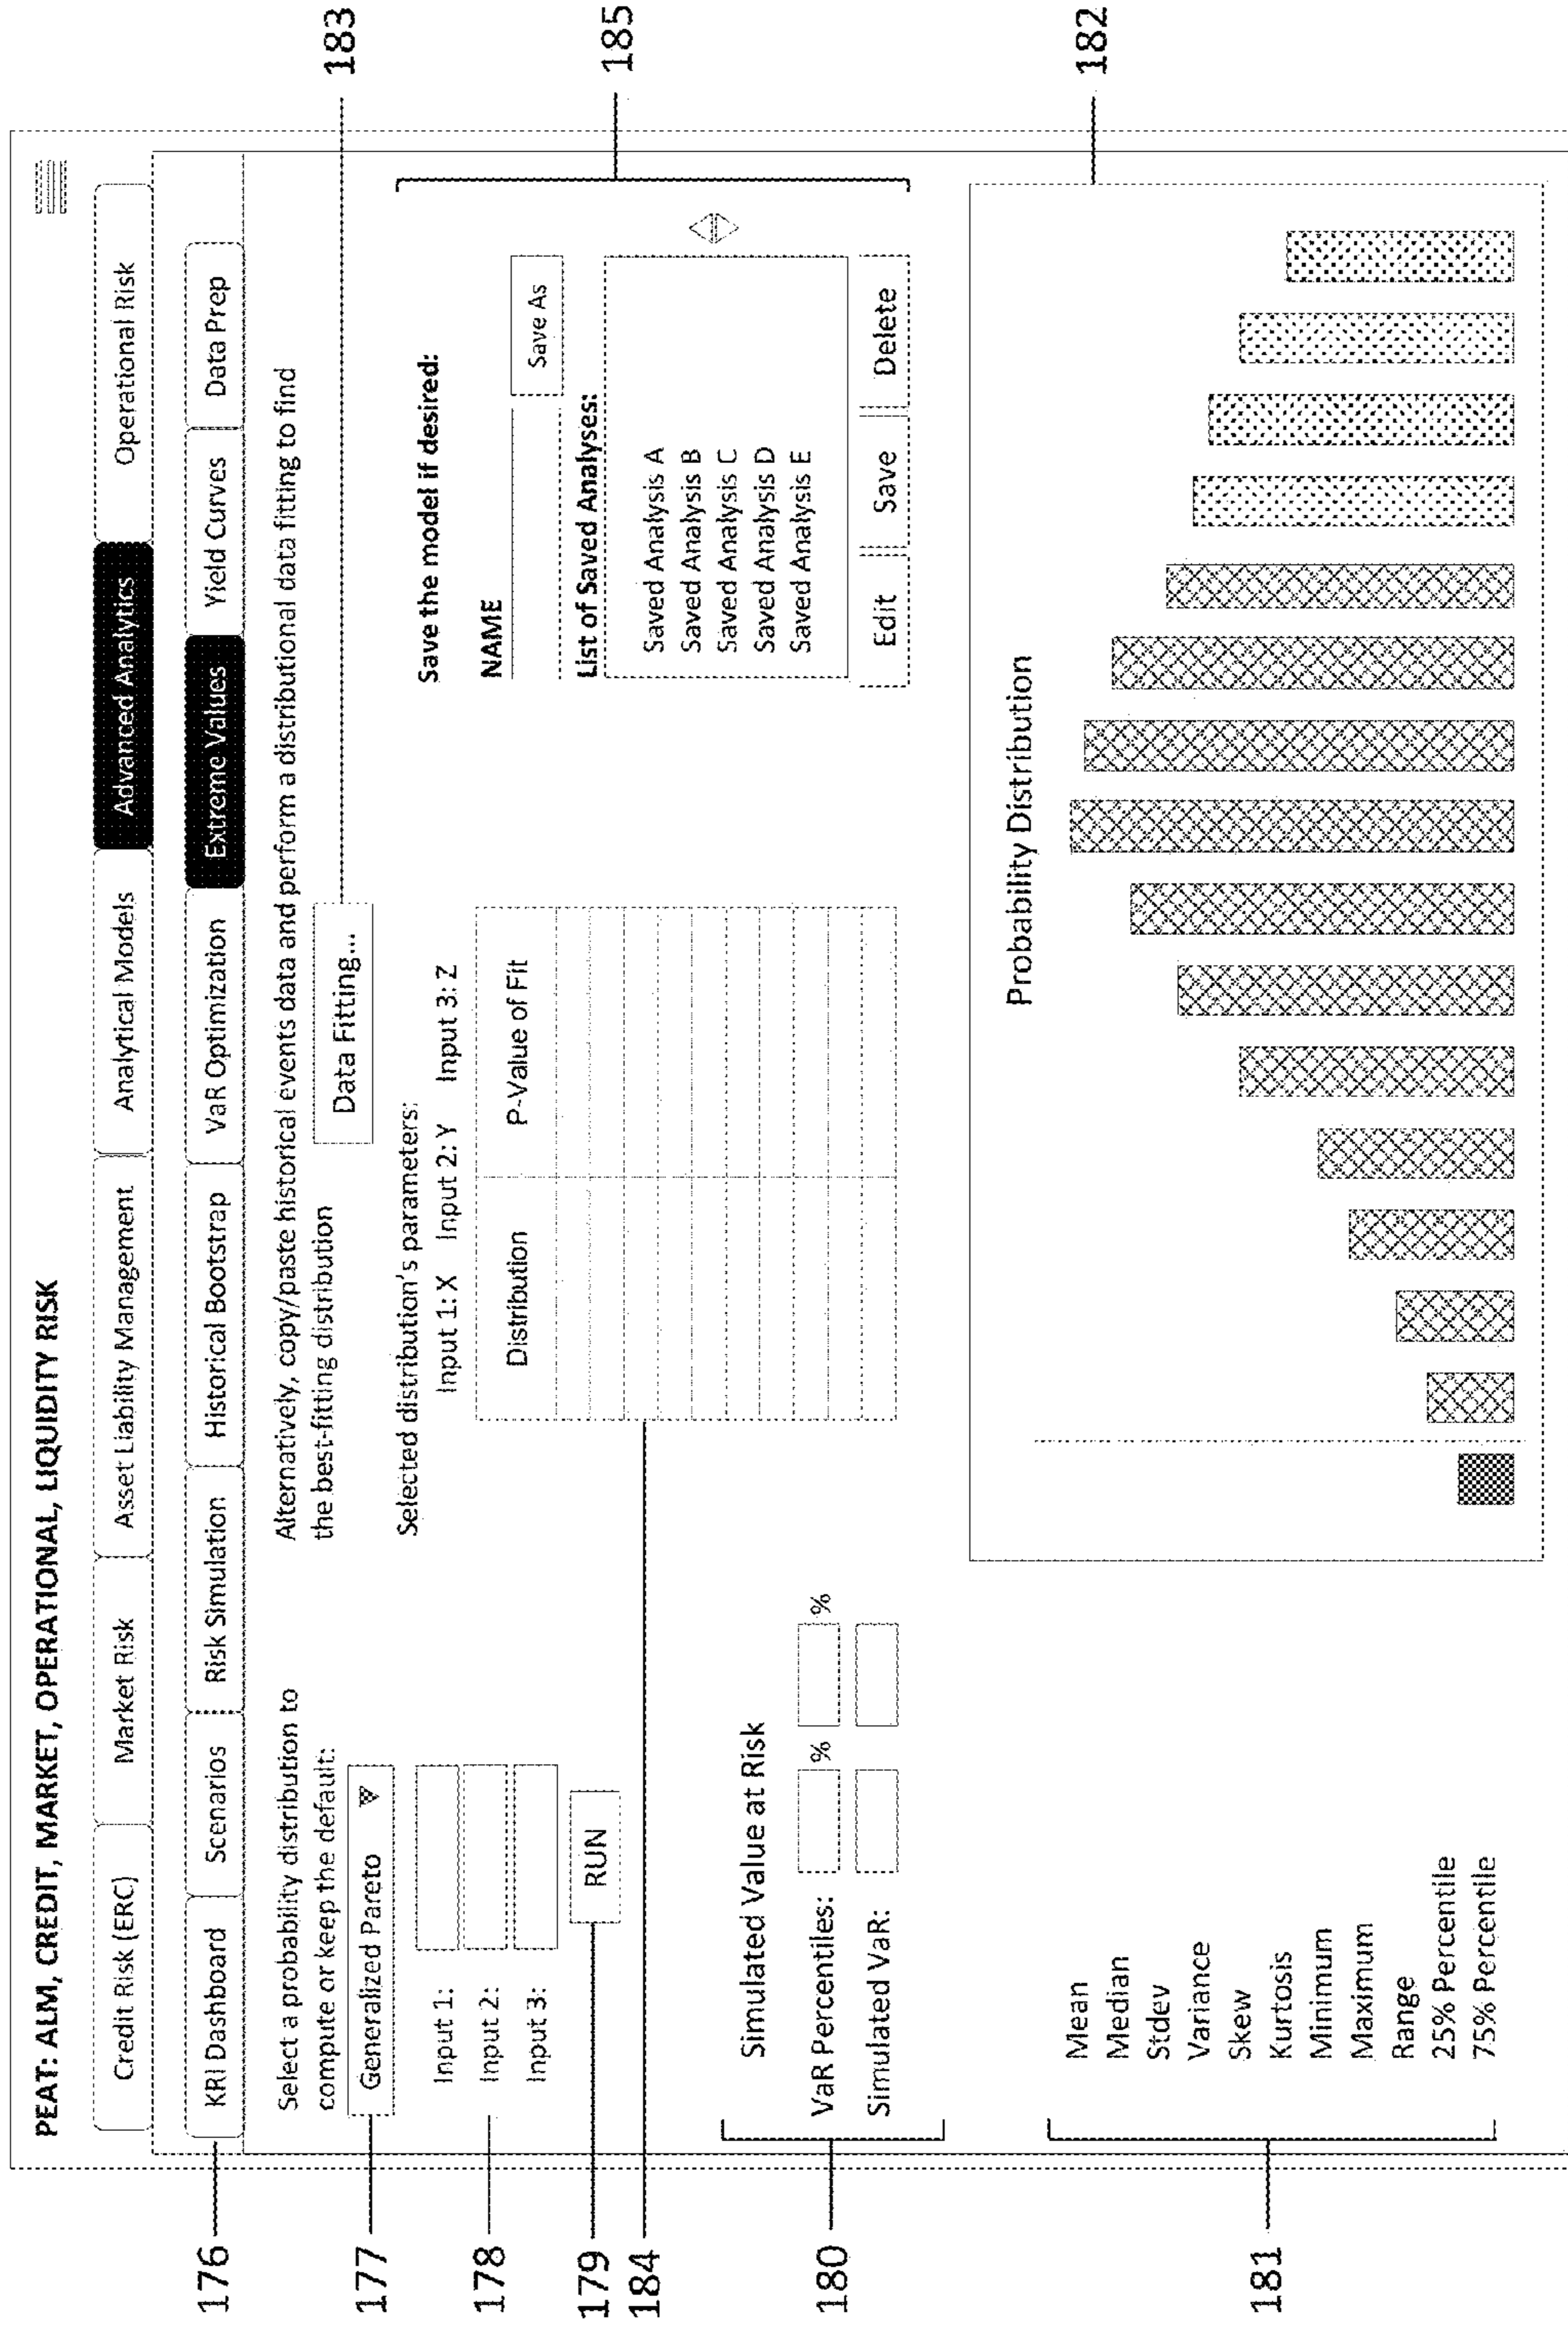 PEAT: ALM, CREDIT, MARKET, OPERATIONAL, LIQUIDITY RISK
Credit Risk (ERC)
Market Risk
Asset Liability Management
Analytical Models
Advanced Analytics
Operational Risk
176
KRI Dashboard
Scenarios
Risk Simulation
Historical Bootstrap
VaR Optimization
Extreme Values
Yield Curves
Data Prep
Select a probability distribution to
compute or keep the default:
177
Generalized Pareto
178
Input 1:
Input 2:
Input 3:
179
RUN
Alternatively, copy/paste historical events data and perform a distributional data fitting to find
the best-fitting distribution
Data Fitting...
183
Selected distribution's parameters:
Input 1: X Input 2: Y Input 3: Z
184
Distribution P-Value of Fit
Save the model if desired:
NAME
Save As
List of Saved Analyses:
Saved Analysis A
Saved Analysis B
Saved Analysis C
Saved Analysis D
Saved Analysis E
Edit
Save
Delete
185
180
Simulated Value at Risk
VaR Percentiles: % %
Simulated VaR:
181
Mean
Median
Stdev
Variance
Skew
Kurtosis
Minimum
Maximum
Range
25% Percentile
75% Percentile
Probability Distribution
182